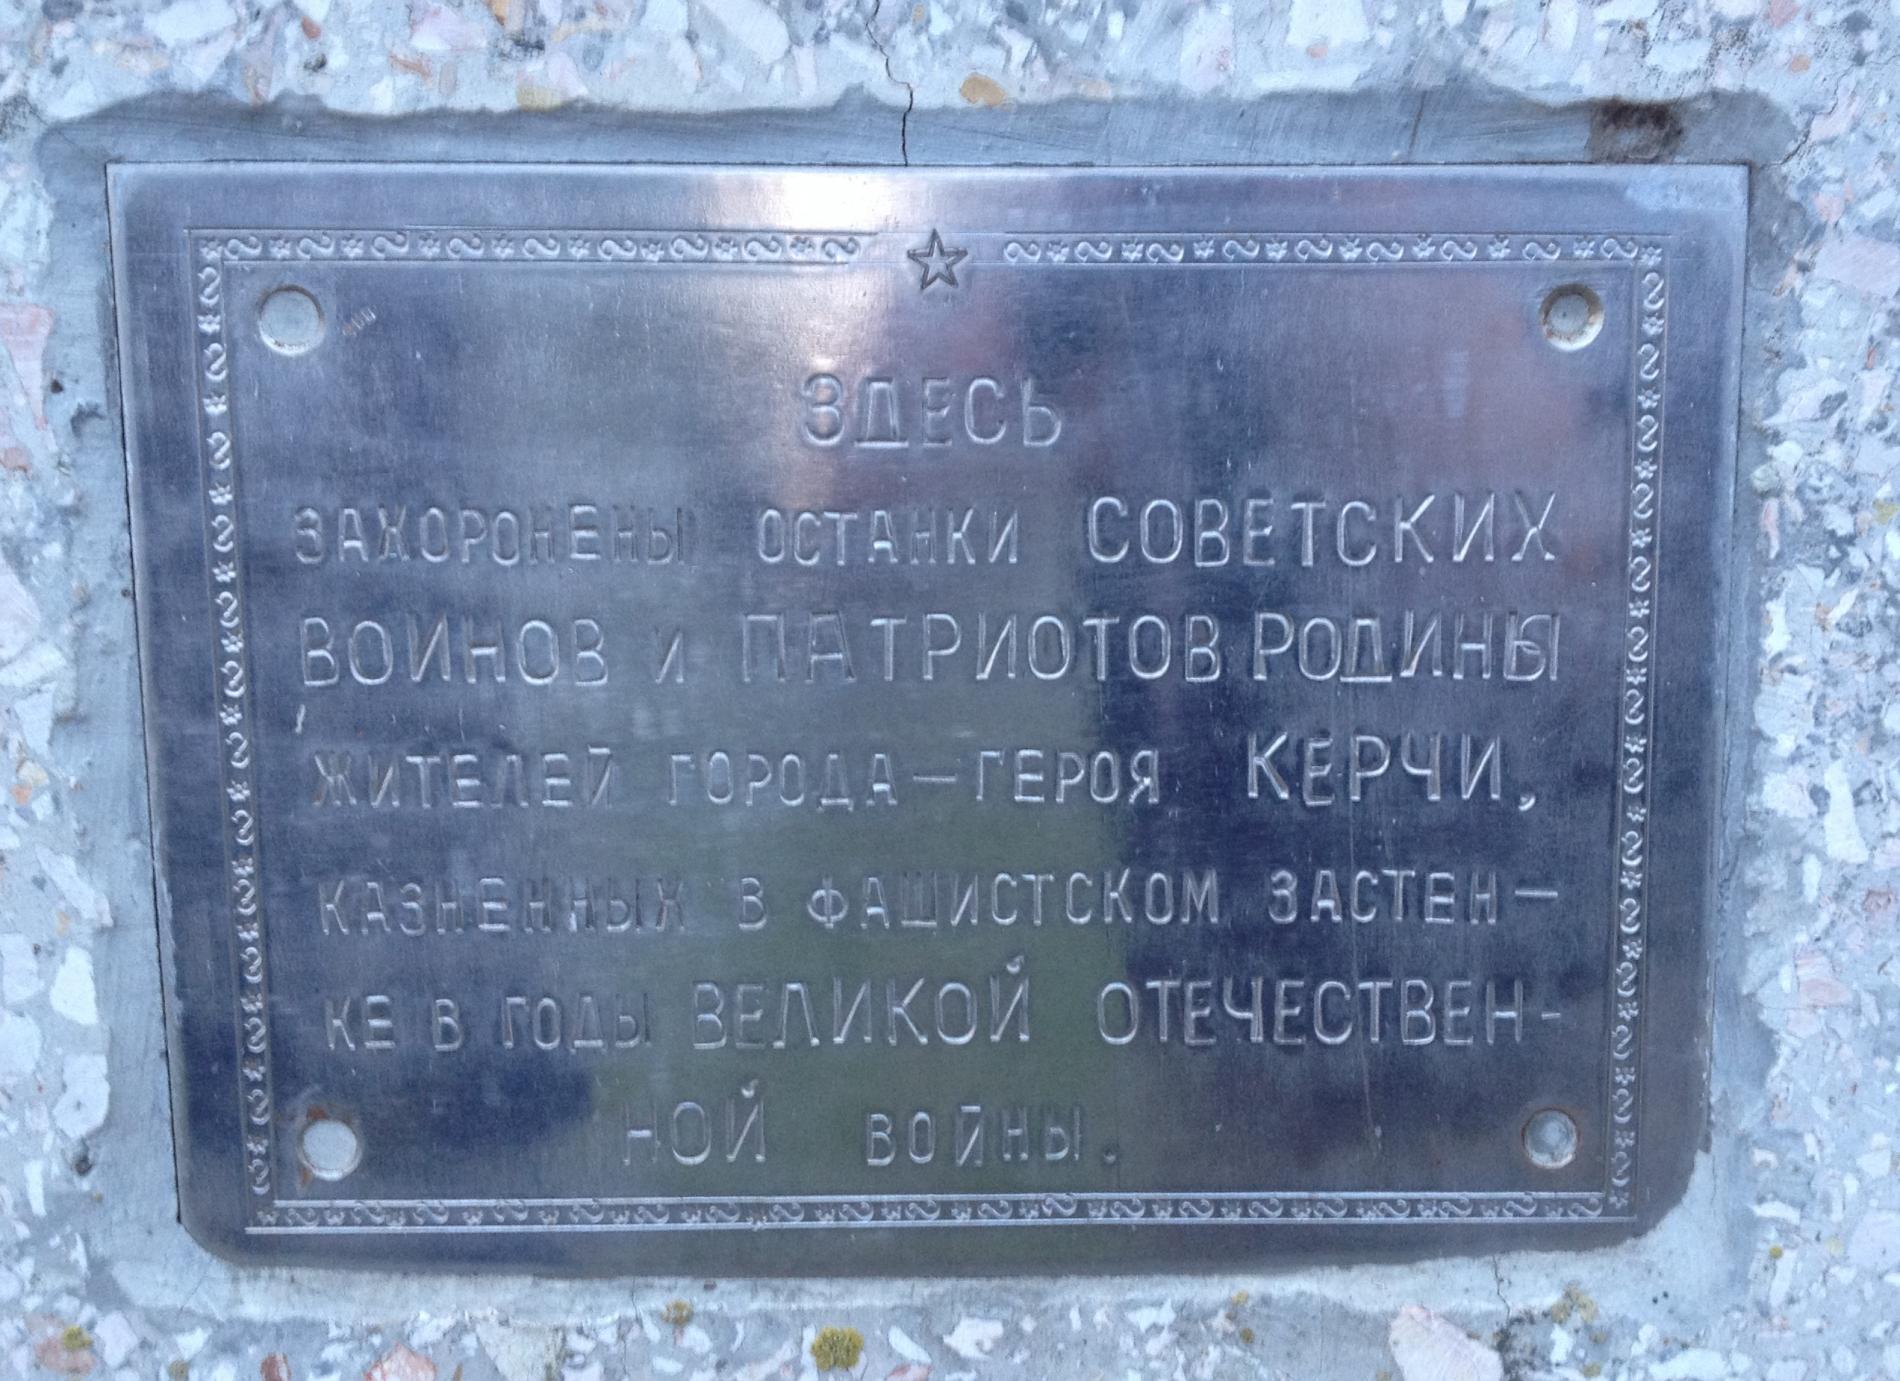 ЗДЕСЬ
ЗАХОРОНЕНЫ ОСТАНКИ СОВЕТСКИХ
ВОИНОВ И ПАТРИОТОВ РОДИНЫ
ЖИТЕЛЕЙ ГОРОДА—ГЕРОЯ КЕРЧИ,
КАЗНЕННЫХ В ФАШИСТСКОМ ЗАСТЕН—
КЕ В ГОДЫ ВЕЛИКОЙ ОТЕЧЕСТВЕН-
НОЙ ВОЙНЫ.